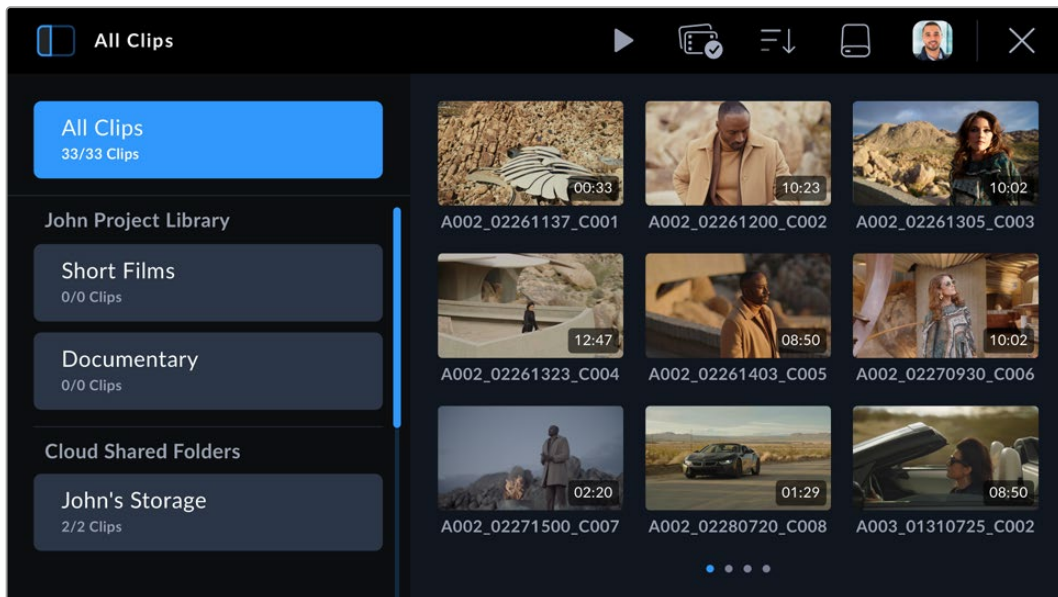 All Clips
All Clips
33/33 Clips
John Project Library
Short Films
0/0 Clips
Documentary
0/0 Clips
Cloud Shared Folders
John's Storage
2/2 Clips
00:33
10:23
10:02
A002_02261137_C001
A002_02261200_C002
A002_02261305_C003
12:47
08:50
10:02
A002_02261323_C004
A002_02261403_C005
A002_02270930_C006
02:20
01:29
08:50
A002_02271500_C007
A002_02280720_C008
A003_01310725_C002